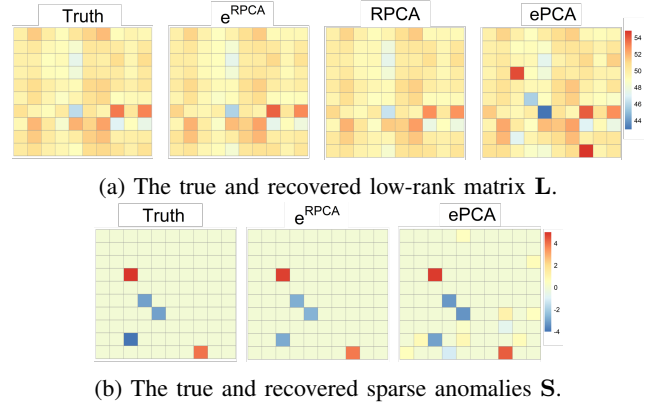 Truth e^RPCA RPCA ePCA
54
52
50
48
46
44
(a) The true and recovered low-rank matrix L.
Truth e^RPCA ePCA
4
2
0
-2
-4
(b) The true and recovered sparse anomalies S.